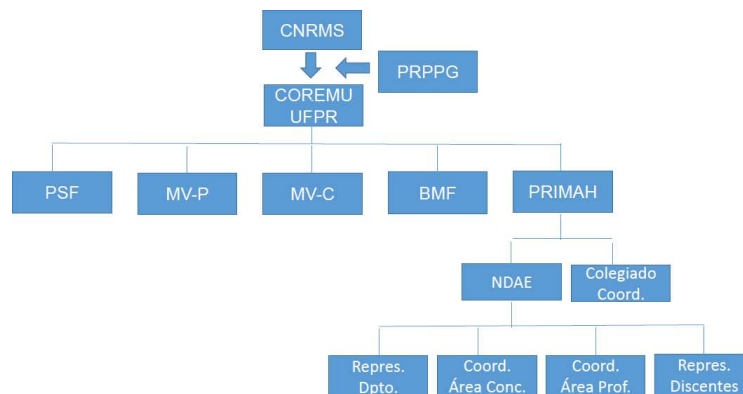 CNRMS
PRPPG
COREMU
UFPR
PSF
MV-P
MV-C
BMF
PRIMAH
NDAE
Colegiado
Coord.
Repres.
Dpto.
Coord.
Área Conc.
Coord.
Área Prof.
Repres.
Discentes